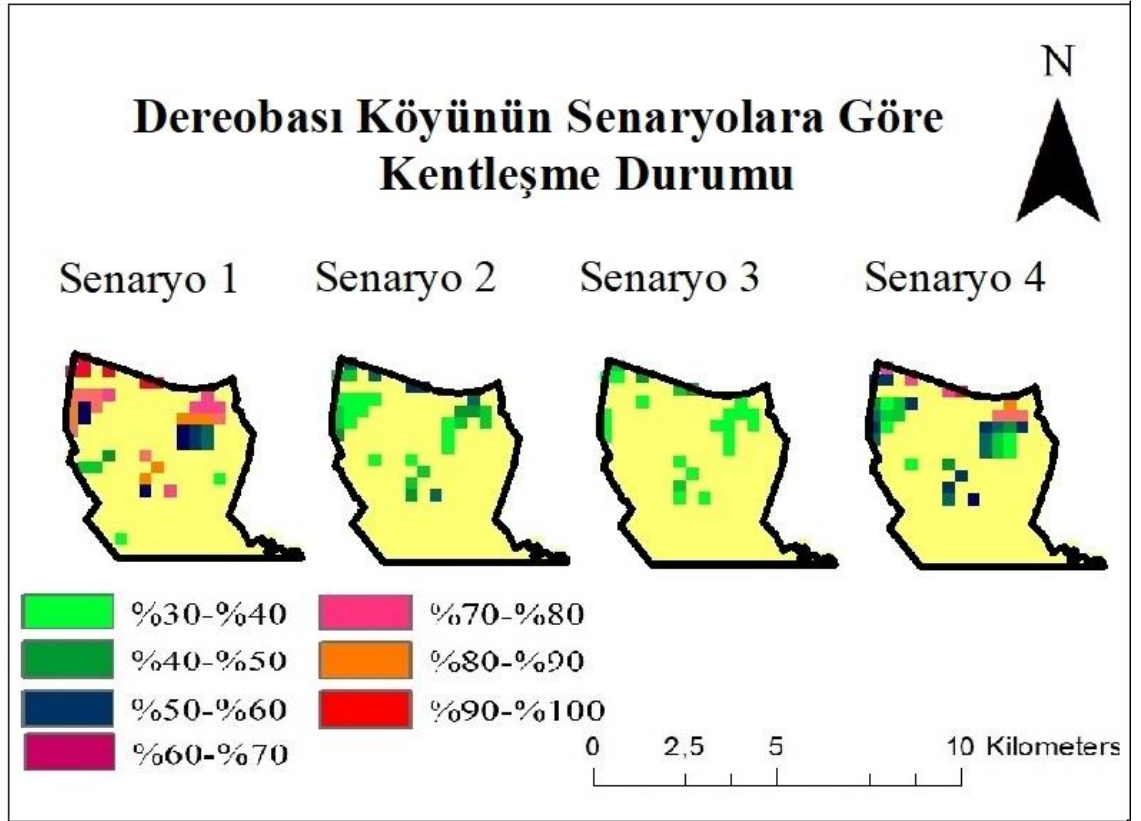 N
Dereobası Köyünün Senaryolara Göre
Kentleşme Durumu
Senaryo 1 Senaryo 2 Senaryo 3 Senaryo 4
%30-%40 %70-%80
%40-%50 %80-%90
%50-%60 %90-%100
%60-%70
0 2,5 5 10 Kilometers